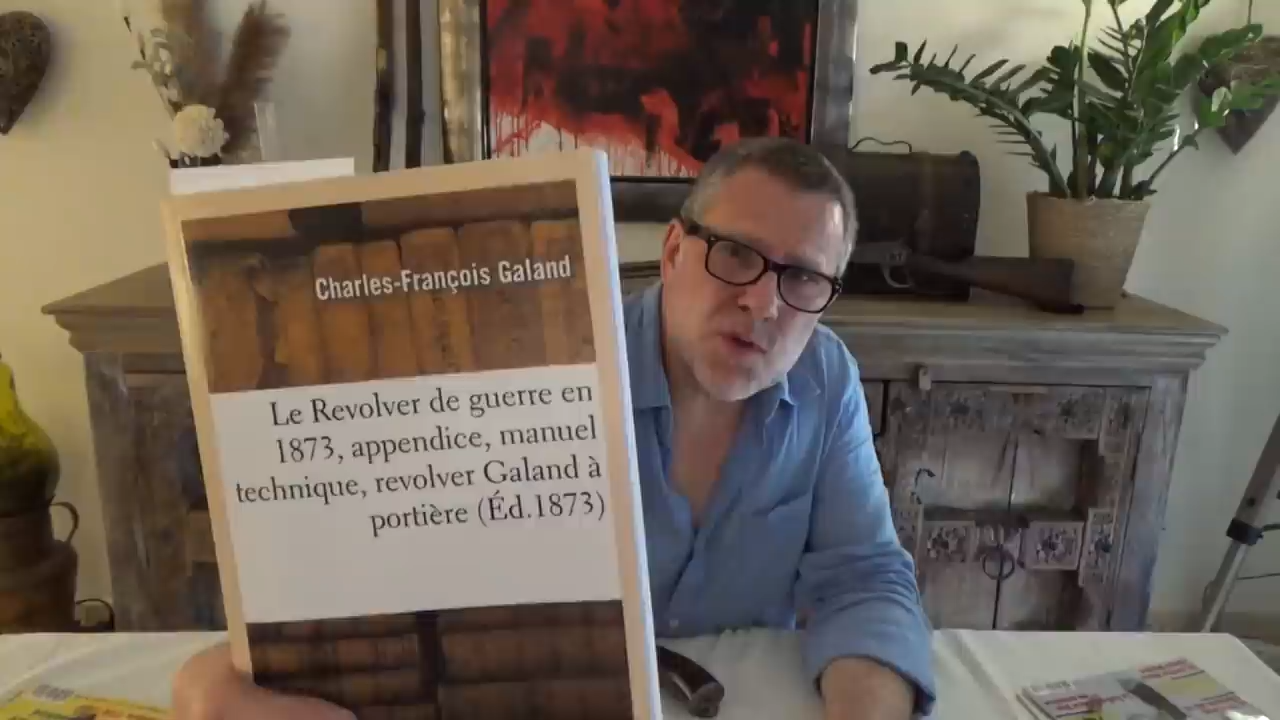 Charles-François Galand
Le Revolver de guerre en
1873, appendice, manuel
technique, revolver Galand à
portière (Éd.1873)